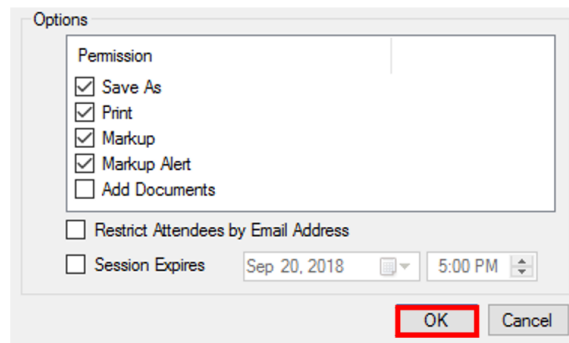 Options
Permission
Save As
Print
Markup
Markup Alert
Add Documents
Restrict Attendees by Email Address
Session Expires Sep 20, 2018 5:00 PM
OK Cancel